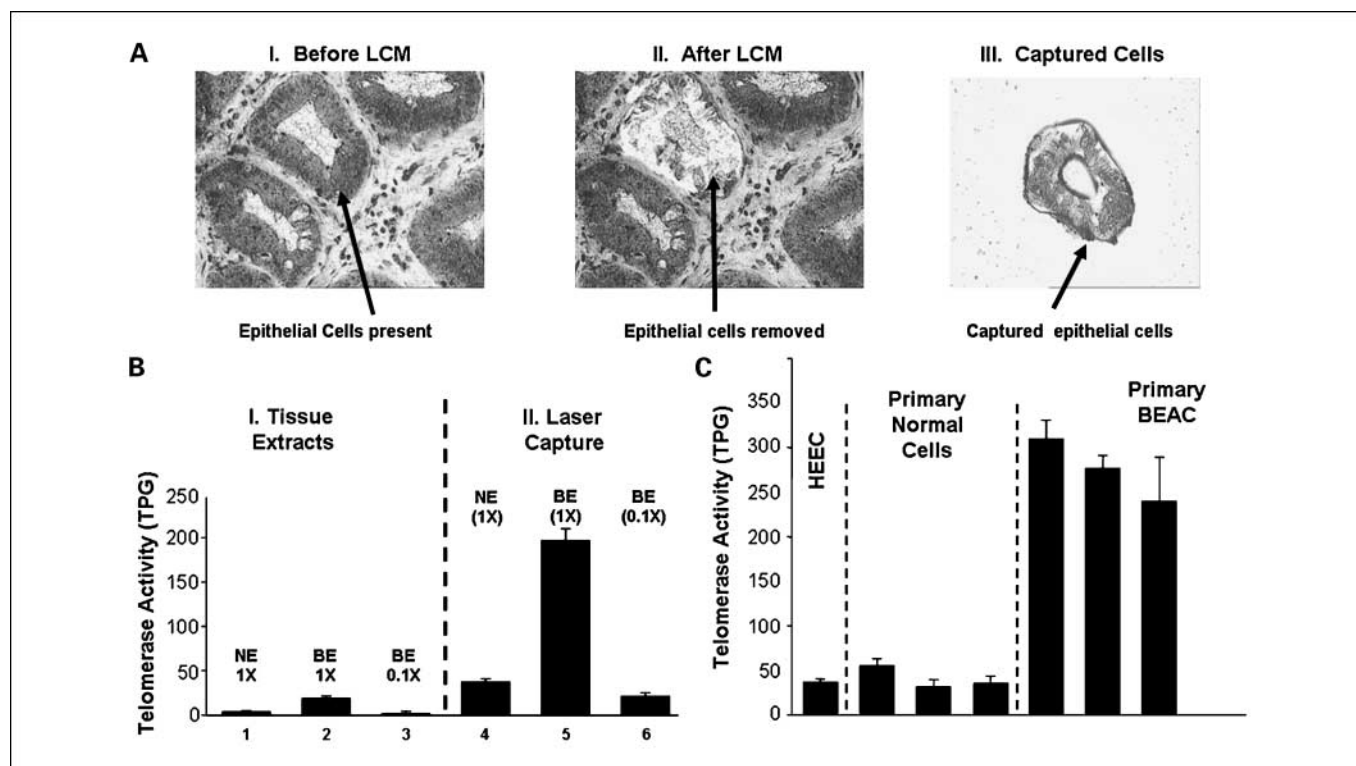 A
I. Before LCM
II. After LCM
III. Captured Cells
Epithelial Cells present
Epithelial cells removed
Captured epithelial cells
B
I. Tissue
Extracts
II. Laser
Capture
Telomerase Activity (TPG)
250
200
150
100
50
0
NE
1X
BE
1X
BE
0.1X
NE
(1X)
BE
(1X)
BE
(0.1X)
1
2
3
4
5
6
C
Telomerase Activity (TPG)
350
300
250
200
150
100
50
0
HEEC
Primary
Normal
Cells
Primary
BEAC